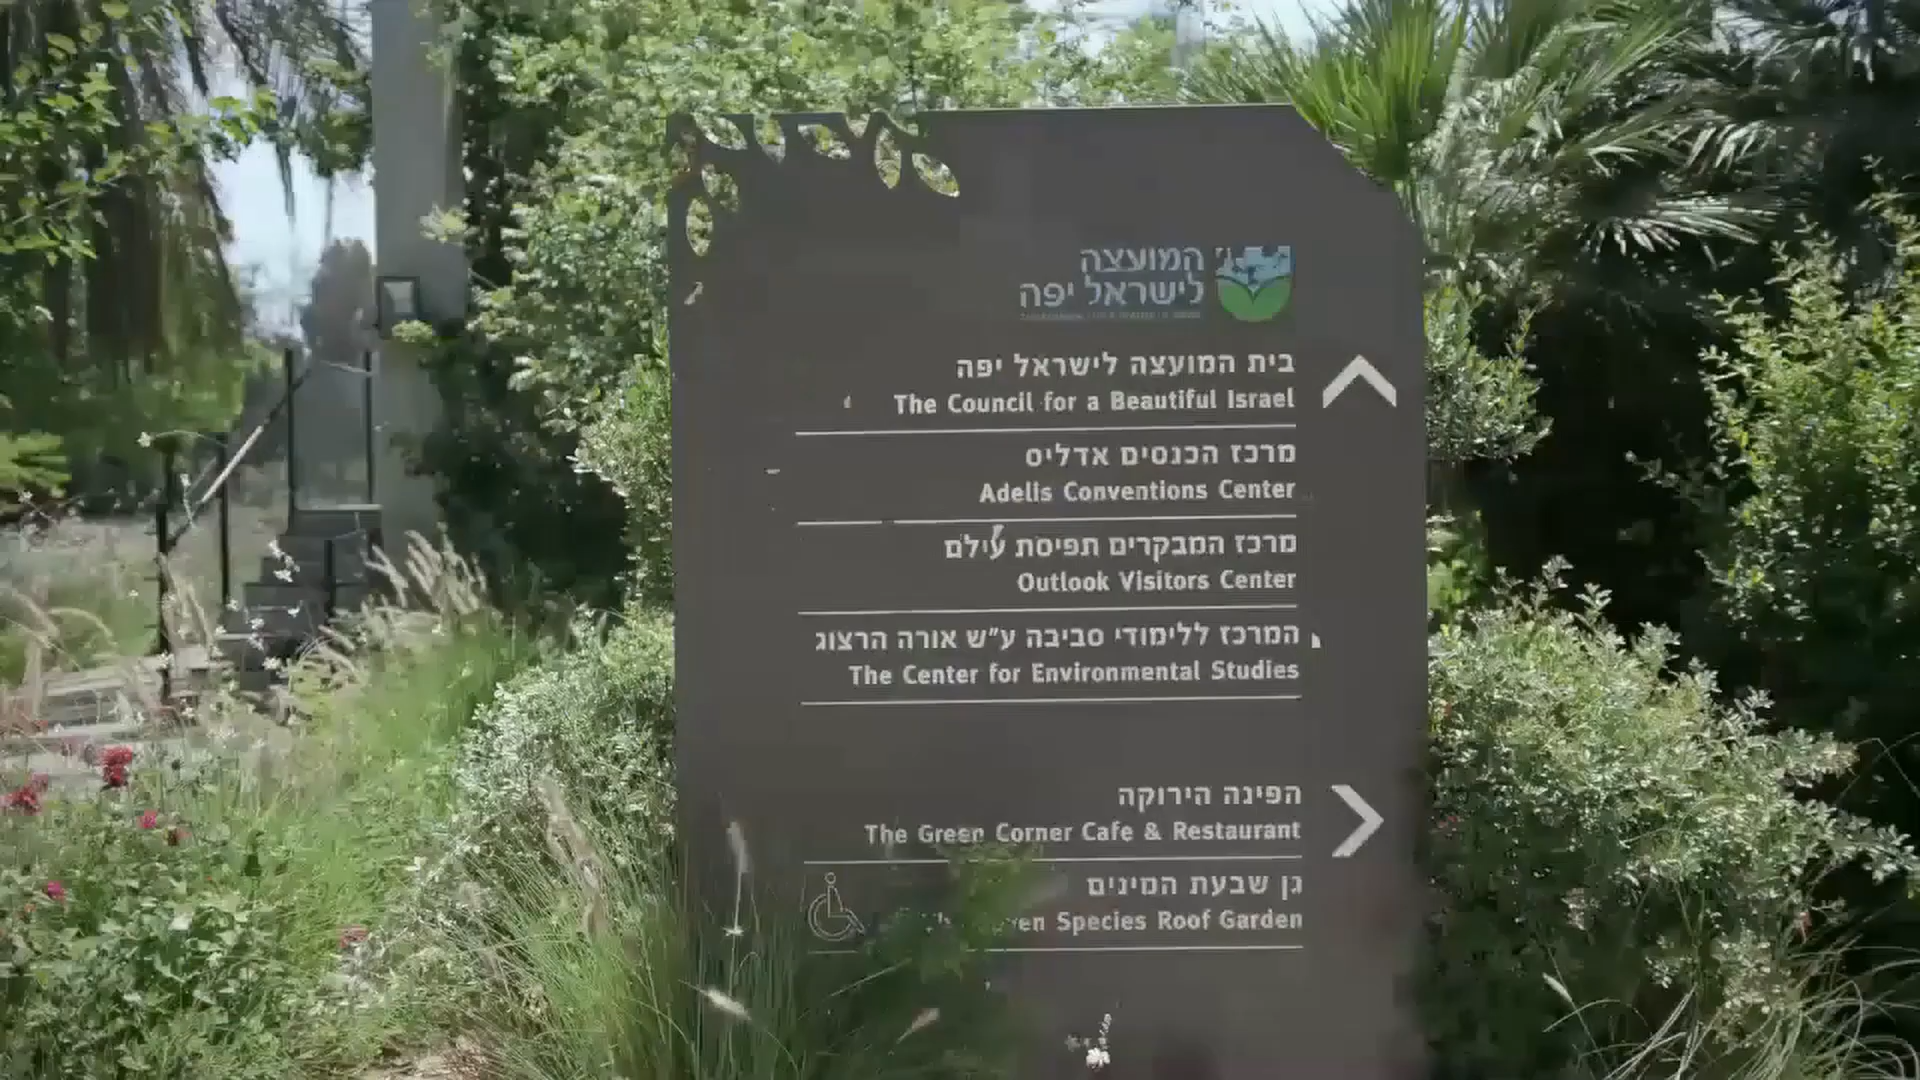 המועצה
לישראל יפה
בית המועצה לישראל יפה
The Council for a Beautiful Israel
מרכז הכנסים אדליס
Adelis Conventions Center
מרכז המבקרים תפיסת עולם
Outlook Visitors Center
המרכז ללימודי סביבה ע״ש אורה הרצוג
The Center for Environmental Studies
הפינה הירוקה
The Green Corner Cafe & Restaurant
גן שבעת המינים
Species Roof Garden